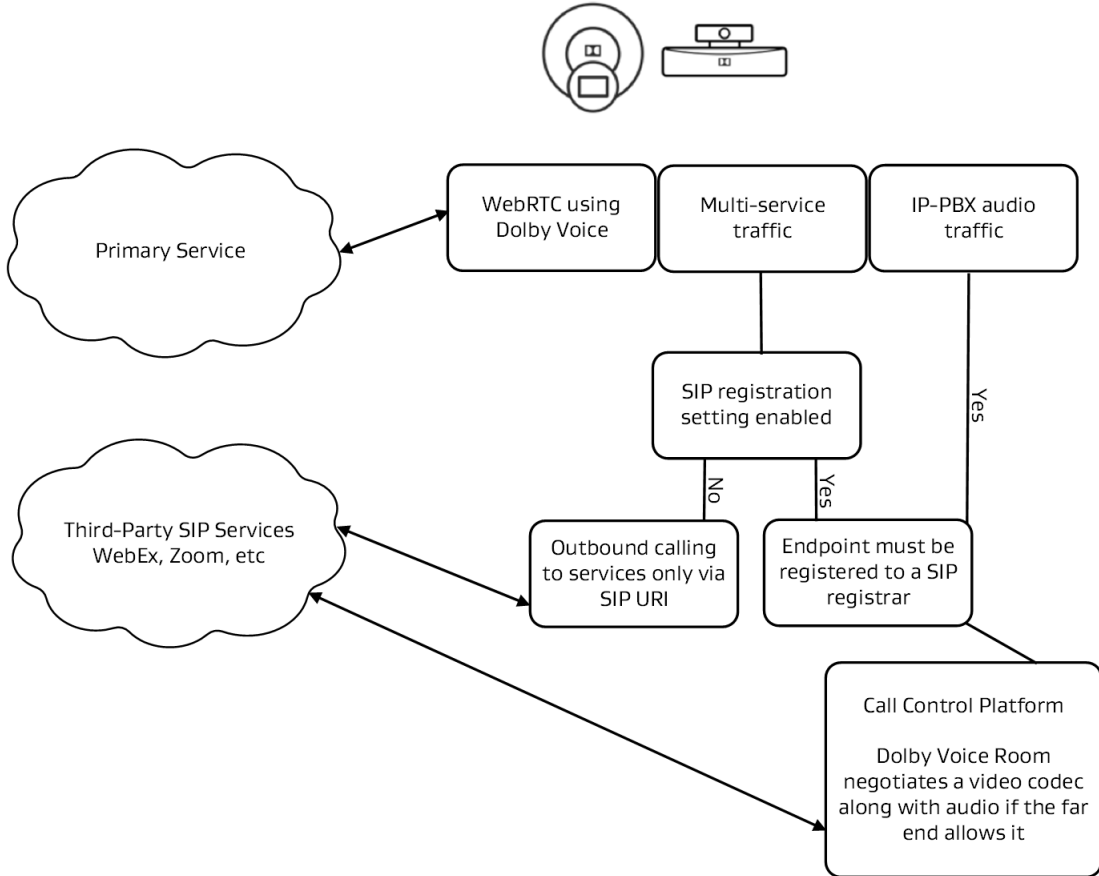 Primary Service
WebRTC using
Dolby Voice
Multi-service
traffic
IP-PBX audio
traffic
SIP registration
setting enabled
Yes
No
Yes
Third-Party SIP Services
WebEx, Zoom, etc
Outbound calling
to services only via
SIP URI
Endpoint must be
registered to a SIP
registrar
Call Control Platform
Dolby Voice Room
negotiates a video codec
along with audio if the far
end allows it